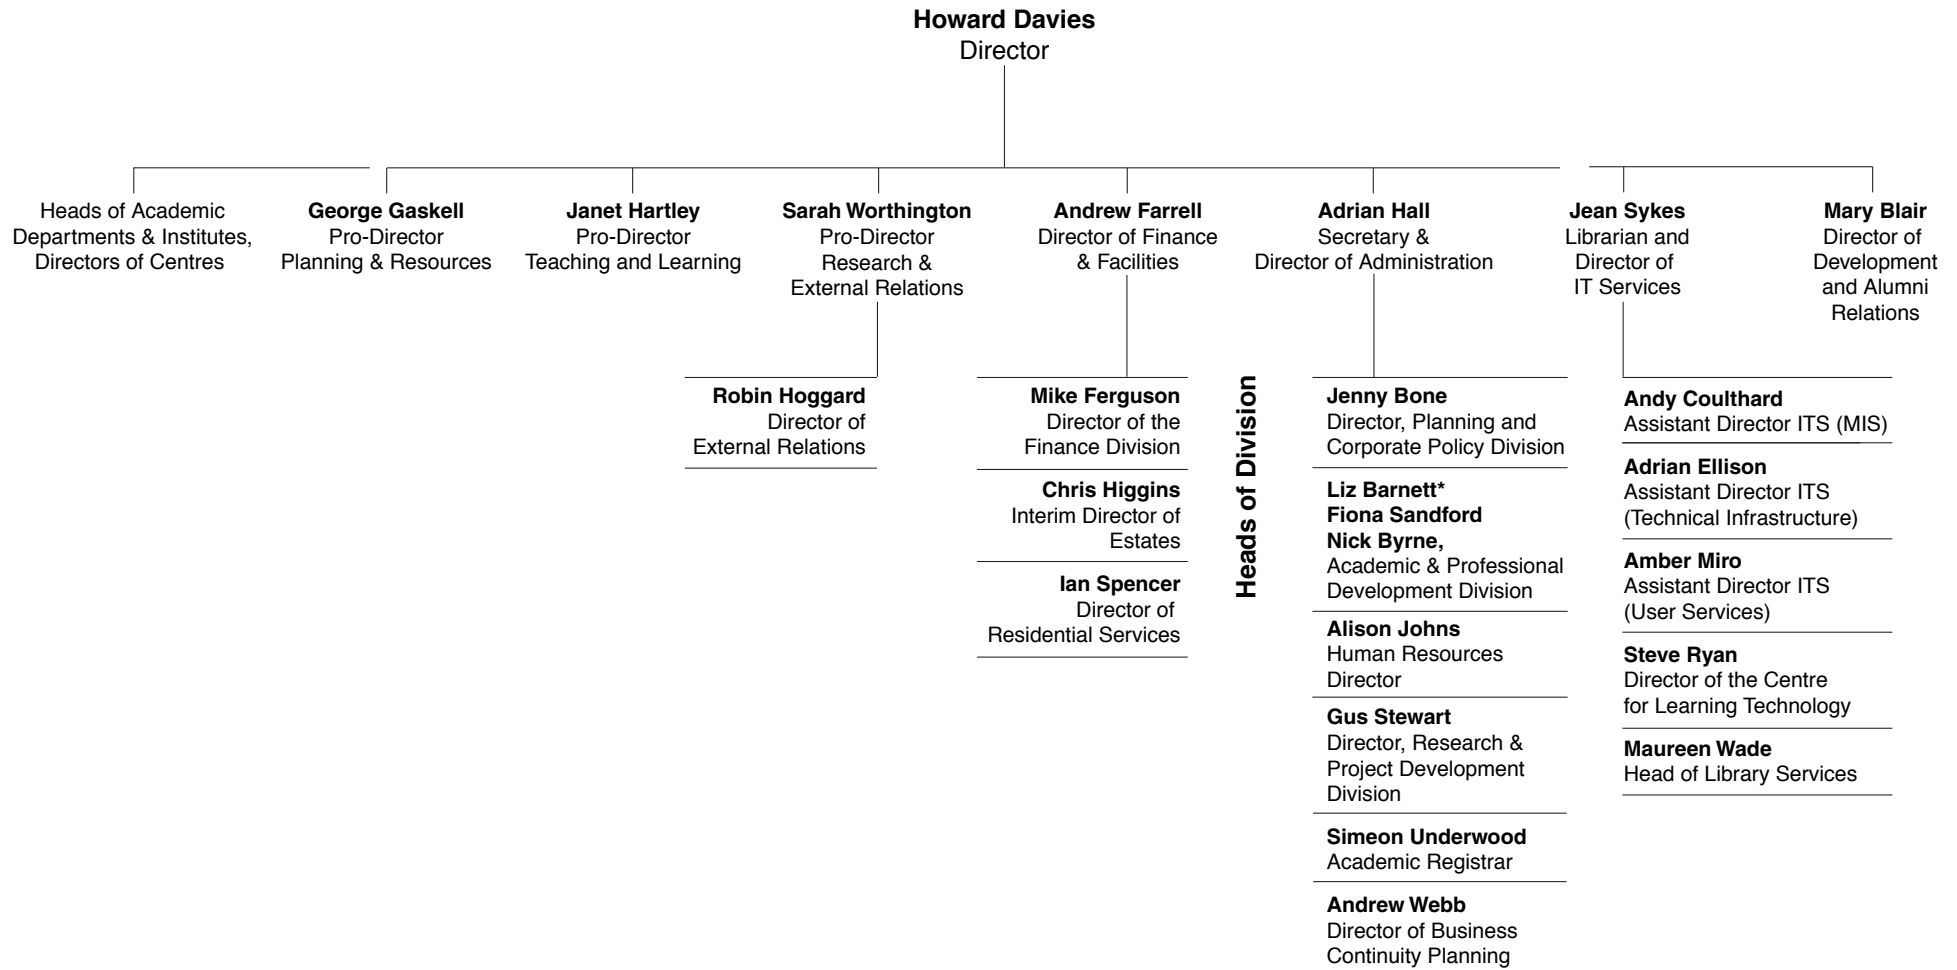 Howard Davies
Director
Heads of Academic
Departments & Institutes,
Directors of Centres
George Gaskell
Pro-Director
Planning & Resources
Janet Hartley
Pro-Director
Teaching and Learning
Sarah Worthington
Pro-Director
Research &
External Relations
Andrew Farrell
Director of Finance
& Facilities
Adrian Hall
Secretary &
Director of Administration
Jean Sykes
Librarian and
Director of
IT Services
Mary Blair
Director of
Development
and Alumni
Relations
Robin Hoggard
Director of
External Relations
Mike Ferguson
Director of the
Finance Division
Chris Higgins
Interim Director of
Estates
Ian Spencer
Director of
Residential Services
Heads of Division
Jenny Bone
Director, Planning and
Corporate Policy Division
Liz Barnett*
Fiona Sandford
Nick Byrne,
Academic & Professional
Development Division
Alison Johns
Human Resources
Director
Gus Stewart
Director, Research &
Project Development
Division
Simeon Underwood
Academic Registrar
Andrew Webb
Director of Business
Continuity Planning
Andy Coulthard
Assistant Director ITS (MIS)
Adrian Ellison
Assistant Director ITS
(Technical Infrastructure)
Amber Miro
Assistant Director ITS
(User Services)
Steve Ryan
Director of the Centre
for Learning Technology
Maureen Wade
Head of Library Services